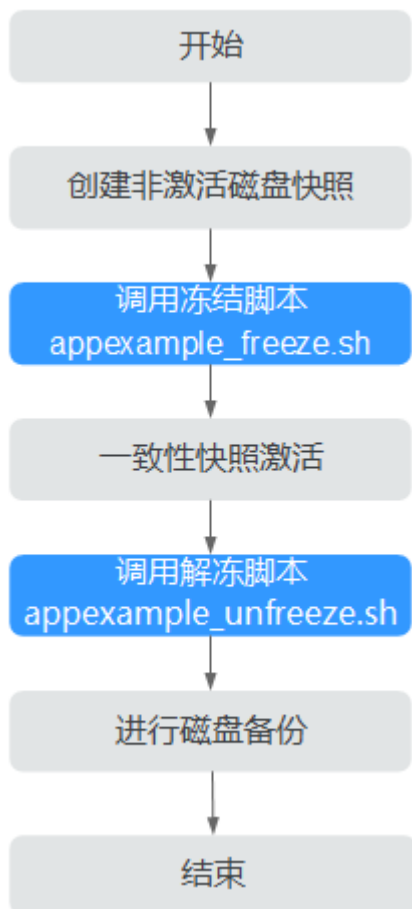 开始
创建非激活磁盘快照
调用冻结脚本
appexample_freeze.sh
一致性快照激活
调用解冻脚本
appexample_unfreeze.sh
进行磁盘备份
结束